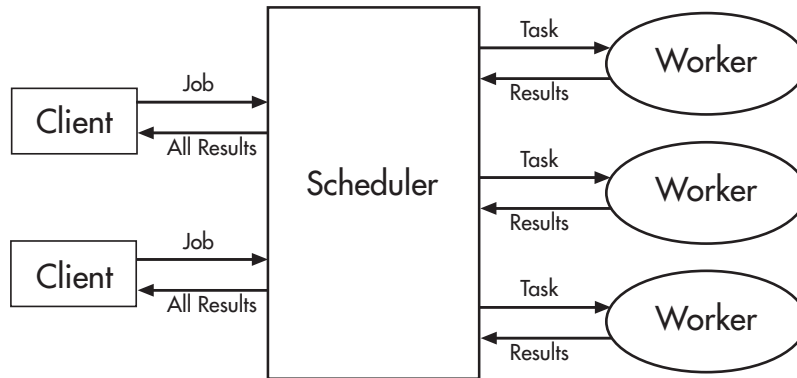 Job
Client
All Results
Job
Client
All Results
Scheduler
Task
Worker
Results
Task
Worker
Results
Task
Worker
Results